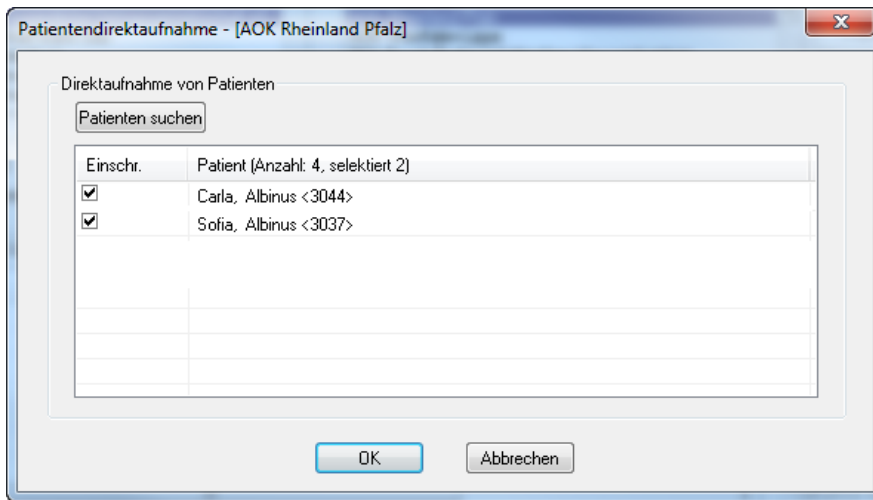 Patientendirektaufnahme - [AOK Rheinland Pfalz]
Direktaufnahme von Patienten
Patienten suchen
Einschr. Patient (Anzahl: 4, selektiert 2)
Carla, Albinus <3044>
Sofia, Albinus <3037>
OK Abbrechen